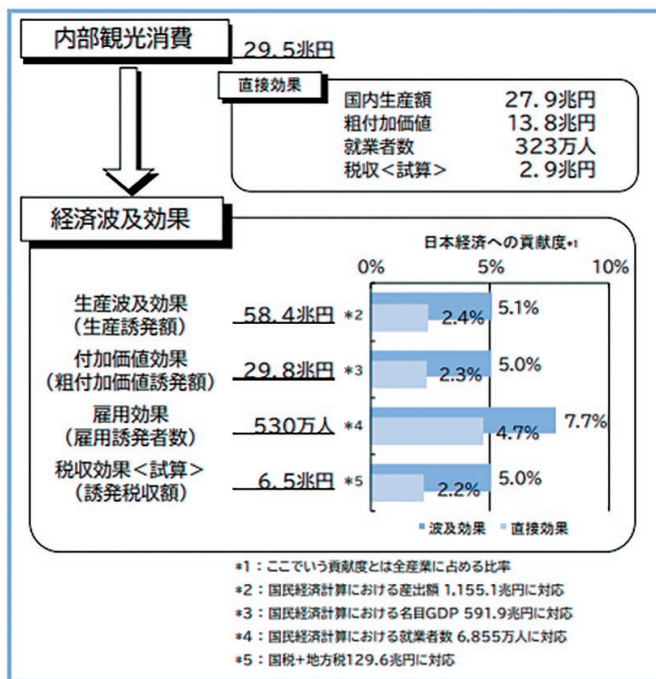 内部観光消費
29.5兆円
直接効果
国内生産額 27.9兆円
粗付加価値 13.8兆円
就業者数 323万人
税収<試算> 2.9兆円
経済波及効果
日本経済への貢献度*1
0% 5% 10%
生産波及効果
(生産誘発額)
58.4兆円 *2 2.4% 5.1%
付加価値効果
(粗付加価値誘発額)
29.8兆円 *3 2.3% 5.0%
雇用効果
(雇用誘発者数)
530万人 *4 4.7% 7.7%
税収効果<試算>
(誘発税収額)
6.5兆円 *5 2.2% 5.0%
波及効果 直接効果
*1:ここでいう貢献度とは全産業に占める比率
*2:国民経済計算における産出額 1,155.1兆円に対応
*3:国民経済計算における名目GDP 591.9兆円に対応
*4:国民経済計算における就業者数 6,855万人に対応
*5:国税+地方税129.6兆円に対応